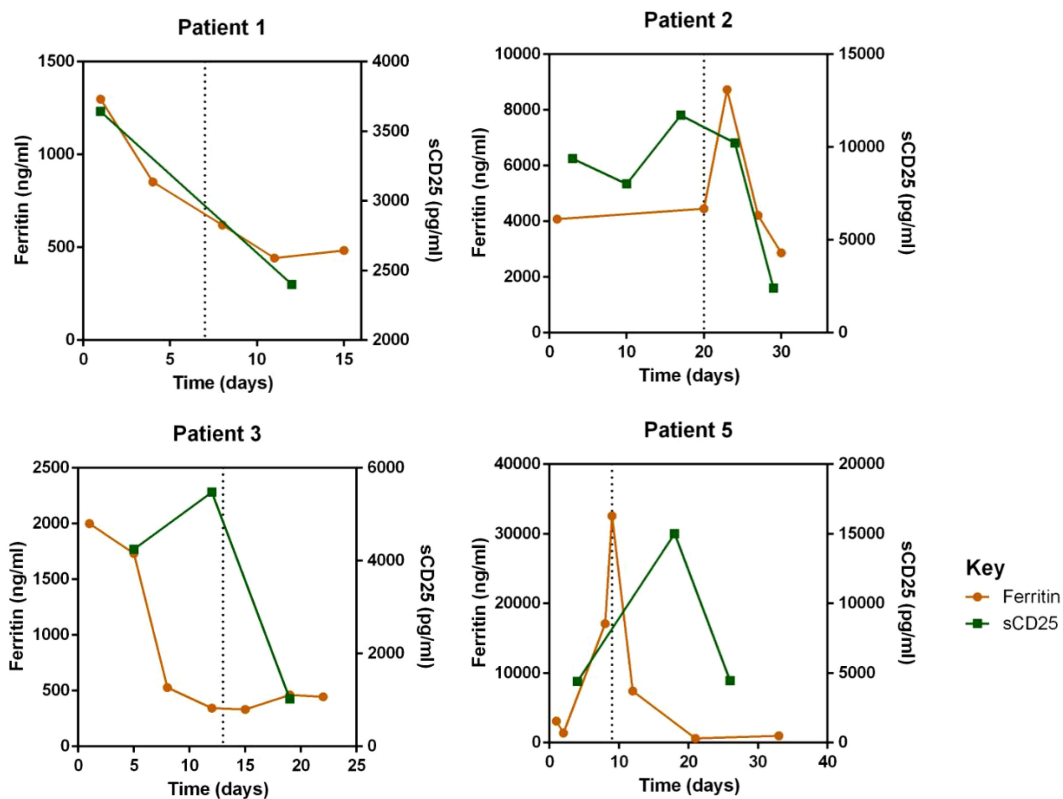 Patient 1
1500
1000
500
0
Ferritin (ng/ml)
4000
3500
3000
2500
2000
sCD25 (pg/ml)
0 5 10 15
Time (days)
Patient 2
10000
8000
6000
4000
2000
0
Ferritin (ng/ml)
15000
10000
5000
0
sCD25 (pg/ml)
0 10 20 30
Time (days)
Patient 3
2500
2000
1500
1000
500
0
Ferritin (ng/ml)
6000
4000
2000
0
sCD25 (pg/ml)
0 5 10 15 20 25
Time (days)
Patient 5
40000
30000
20000
10000
0
Ferritin (ng/ml)
20000
15000
10000
5000
0
sCD25 (pg/ml)
0 10 20 30 40
Time (days)
Key
Ferritin
sCD25